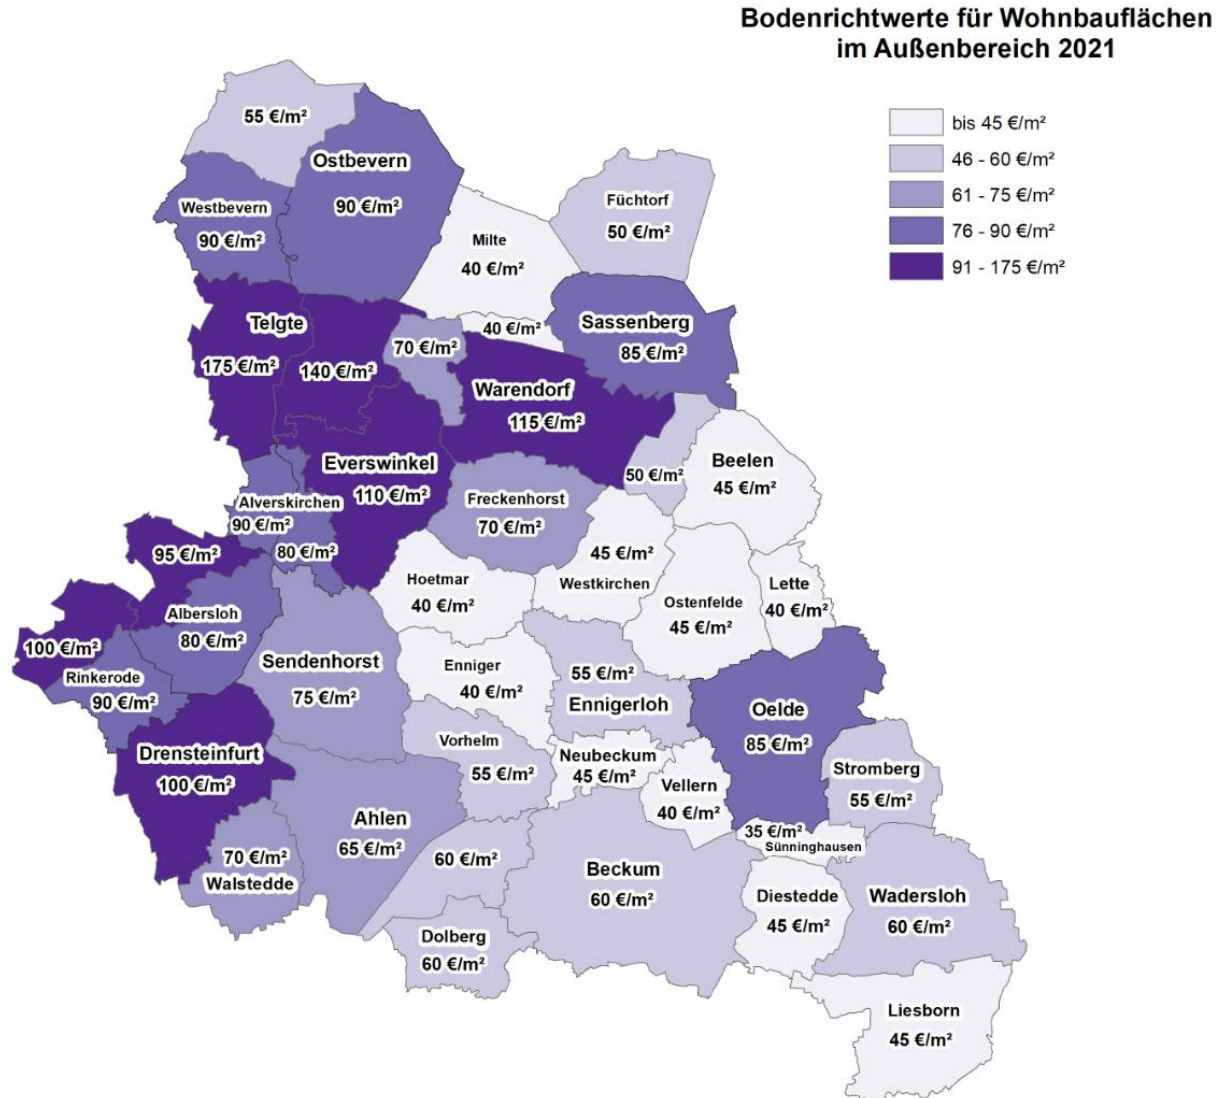 Bodenrichtwerte für Wohnbauflächen
im Außenbereich 2021
bis 45 €/m²
46 - 60 €/m²
61 - 75 €/m²
76 - 90 €/m²
91 - 175 €/m²
55 €/m²
Ostbevern
90 €/m²
Westbevern
90 €/m²
Füchtorf
50 €/m²
Milte
40 €/m²
40 €/m²
Sassenberg
85 €/m²
Telgte
175 €/m²
140 €/m²
70 €/m²
Warendorf
115 €/m²
Everswinkel
110 €/m²
50 €/m²
Beelen
45 €/m²
Alverskirchen
90 €/m²
80 €/m²
Freckenhorst
70 €/m²
95 €/m²
45 €/m²
Westkirchen
Hoetmar
40 €/m²
Ostenfelde
45 €/m²
Lette
40 €/m²
Albersloh
80 €/m²
100 €/m²
Rinkerode
90 €/m²
Sendenhorst
75 €/m²
Enniger
40 €/m²
55 €/m²
Ennigerloh
Oelde
85 €/m²
Drensteinfurt
100 €/m²
Vorhelm
55 €/m²
Neubeckum
45 €/m²
Vellern
40 €/m²
Stromberg
55 €/m²
Ahlen
65 €/m²
35 €/m²
Sünninghausen
70 €/m²
Walstedde
60 €/m²
Beckum
60 €/m²
Diestedde
45 €/m²
Wadersloh
60 €/m²
Dolberg
60 €/m²
Liesborn
45 €/m²